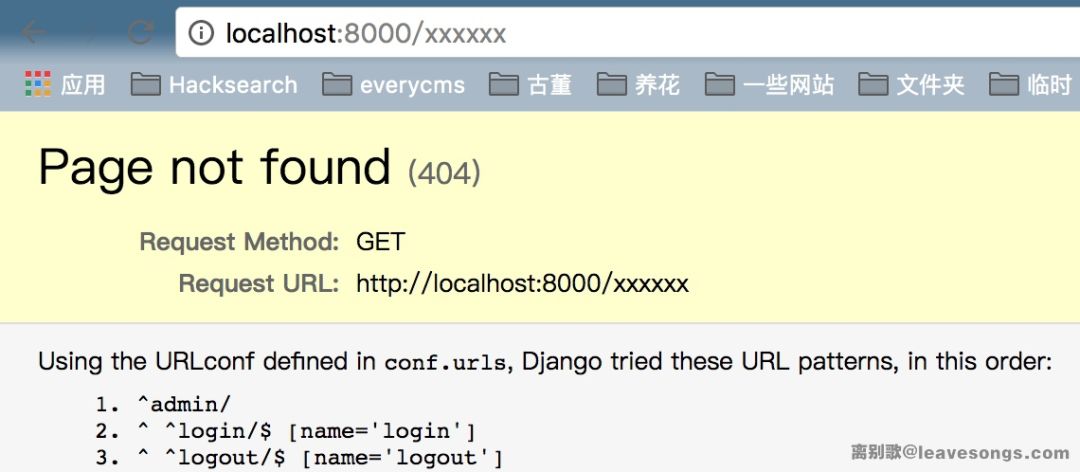 localhost:8000/xxxxxx
应用 Hacksearch everycms 古董 养花 一些网站 文件夹 临时
Page not found (404)
Request Method: GET
Request URL: http://localhost:8000/xxxxxx
Using the URLconf defined in conf.urls, Django tried these URL patterns, in this order:
1. ^admin/
2. ^ ^login/$ [name='login']
3. ^ ^logout/$ [name='logout']
离别歌@leavesongs.com